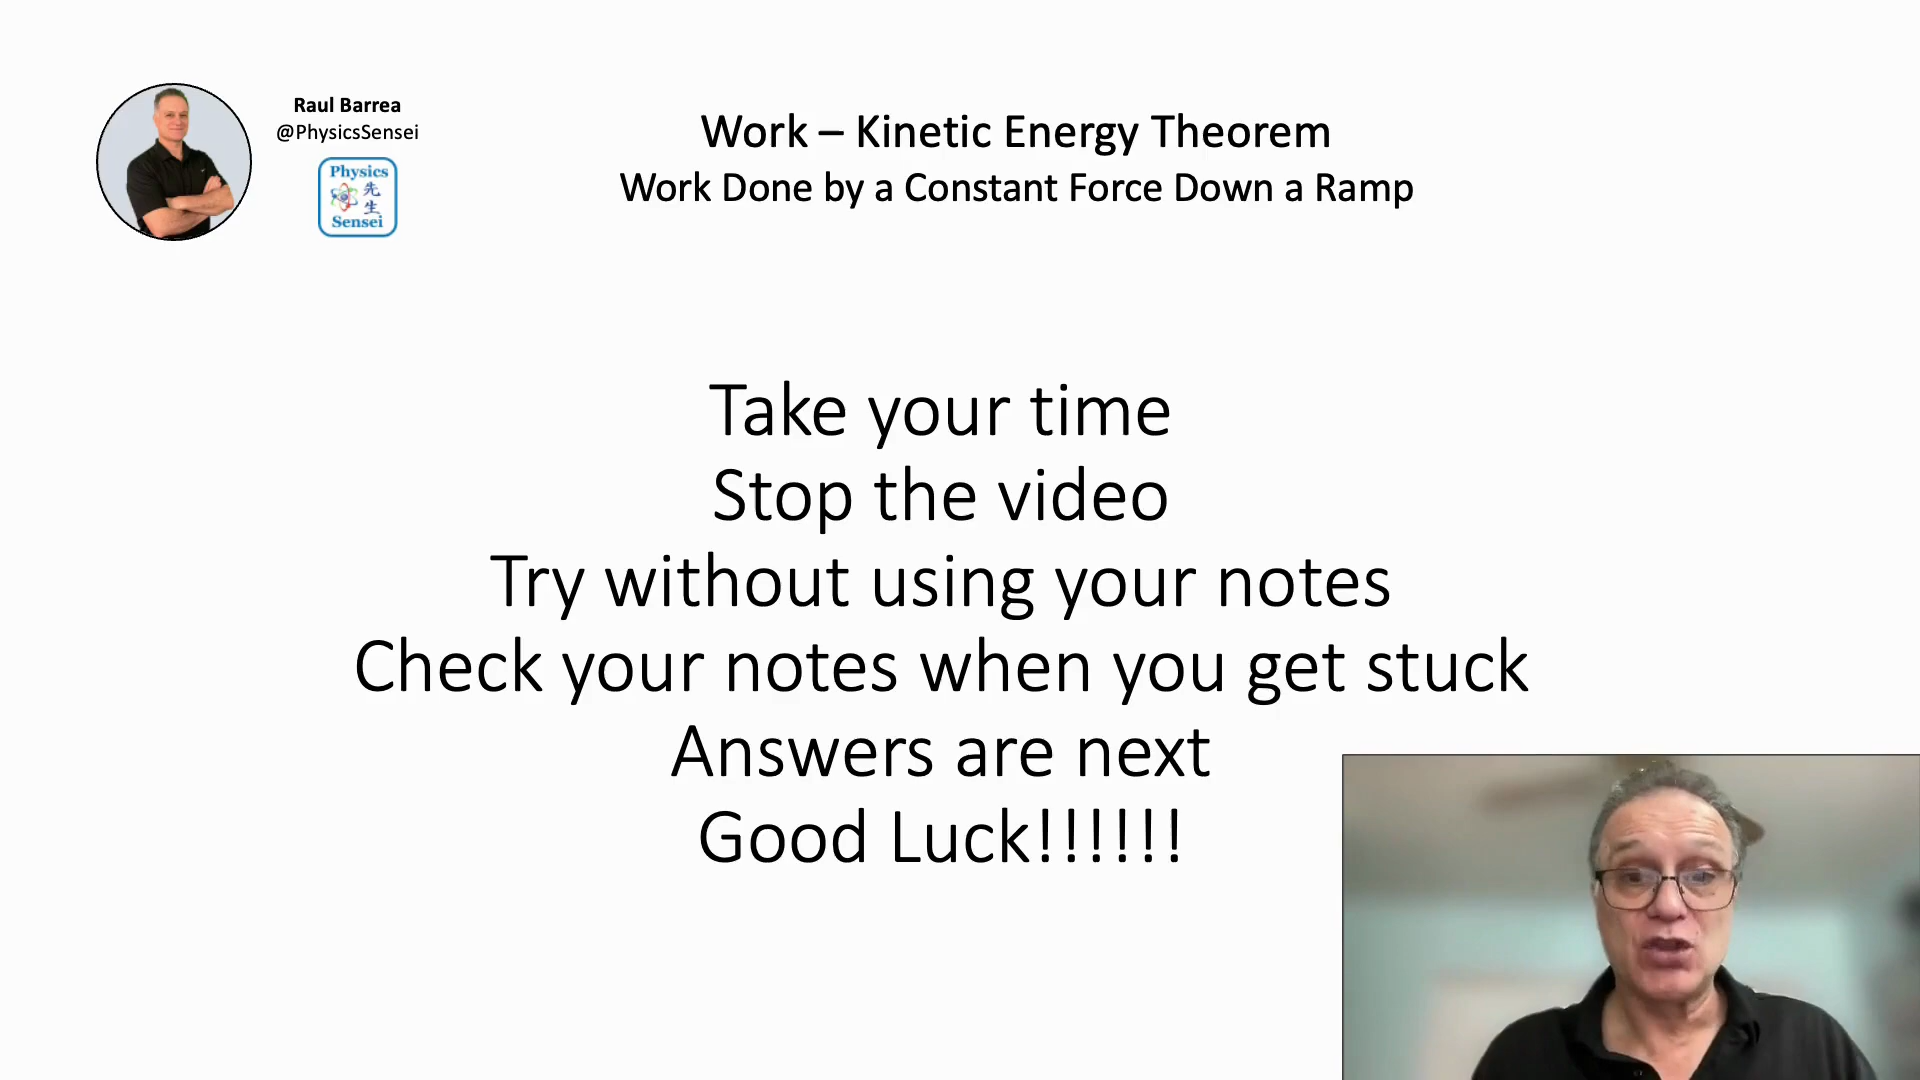 Raul Barrea
@PhysicsSensei
Physics
先
生
Sensei
Work – Kinetic Energy Theorem
Work Done by a Constant Force Down a Ramp
Take your time
Stop the video
Try without using your notes
Check your notes when you get stuck
Answers are next
Good Luck!!!!!!